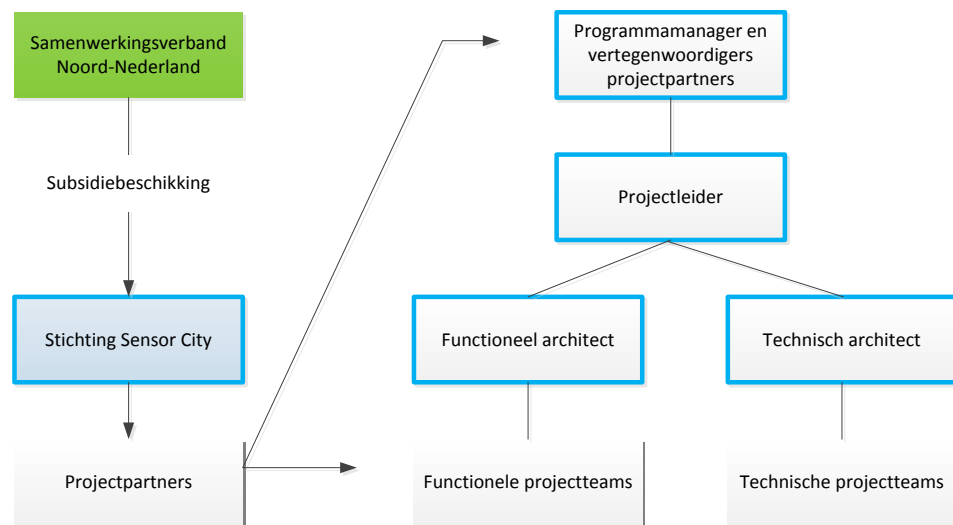 Samenwerkingsverband
Noord-Nederland
Subsidiebeschikking
Stichting Sensor City
Projectpartners
Programmamanager en
vertegenwoordigers
projectpartners
Projectleider
Functioneel architect
Technisch architect
Functionele projectteams
Technische projectteams